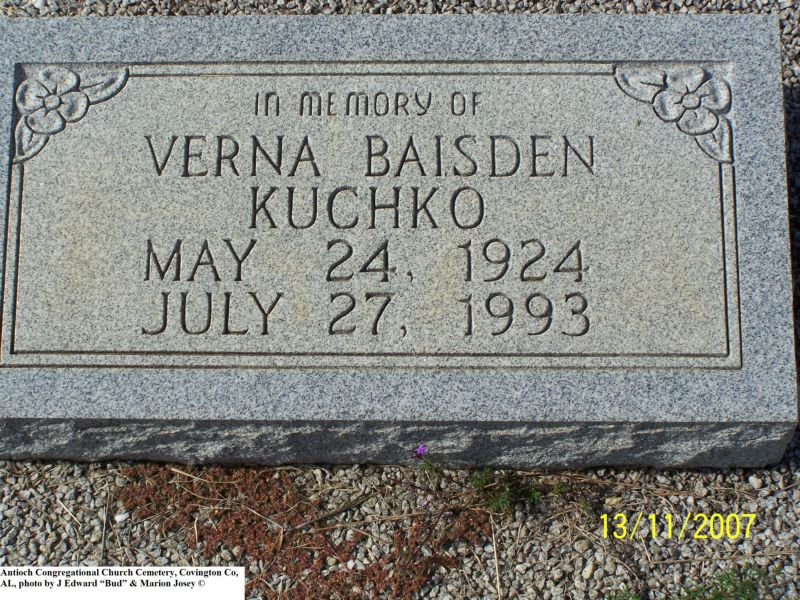 IN MEMORY OF
VERNA BAISDEN
KUCHKO
MAY 24, 1924
JULY 27, 1993
13/11/2007
Antioch Congregational Church Cemetery, Covington Co,
AL, photo by J Edward “Bud” & Marion Josey ©